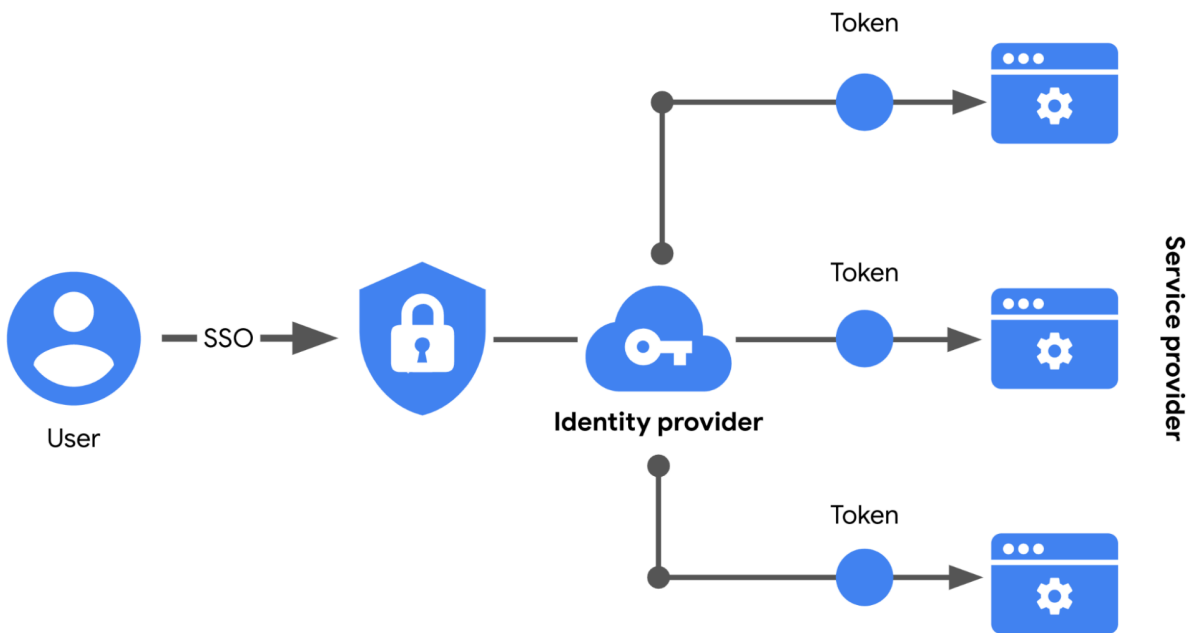 Token
Token
SSO
User
Identity provider
Token
Service provider